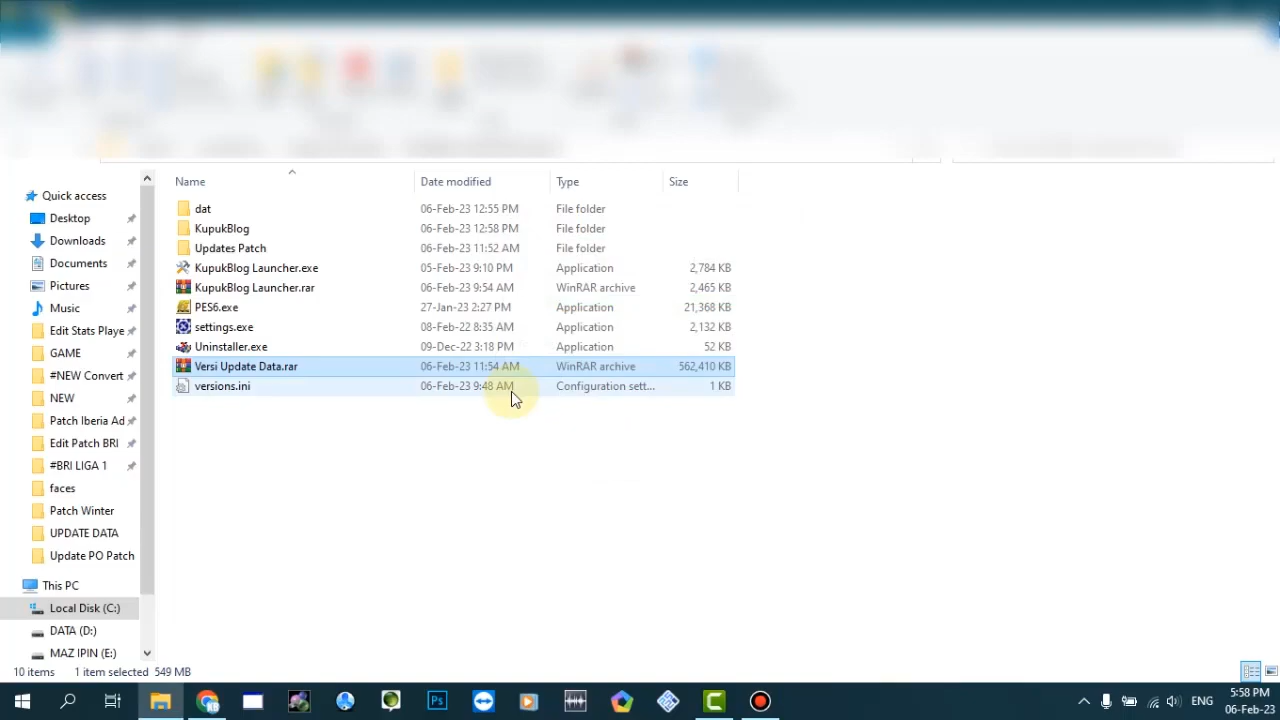 Name Date modified Type Size
dat 06-Feb-23 12:55 PM File folder
KupukBlog 06-Feb-23 12:58 PM File folder
Updates Patch 06-Feb-23 11:52 AM File folder
KupukBlog Launcher.exe 05-Feb-23 9:10 PM Application 2,784 KB
KupukBlog Launcher.rar 06-Feb-23 9:54 AM WinRAR archive 2,465 KB
PES6.exe 27-Jan-23 2:27 PM Application 21,368 KB
settings.exe 08-Feb-22 8:35 AM Application 2,132 KB
Uninstaller.exe 09-Dec-22 3:18 PM Application 52 KB
Versi Update Data.rar 06-Feb-23 11:54 AM WinRAR archive 562,410 KB
versions.ini 06-Feb-23 9:48 AM Configuration sett... 1 KB
Quick access
Desktop
Downloads
Documents
Pictures
Music
Edit Stats Playe
GAME
#NEW Convert
NEW
Patch Iberia Ad
Edit Patch BRI
#BRI LIGA 1
faces
Patch Winter
UPDATE DATA
Update PO Patch
This PC
Local Disk (C:)
DATA (D:)
MAZ IPIN (E:)
10 items 1 item selected 549 MB
Ps
ENG
5:58 PM
06-Feb-23